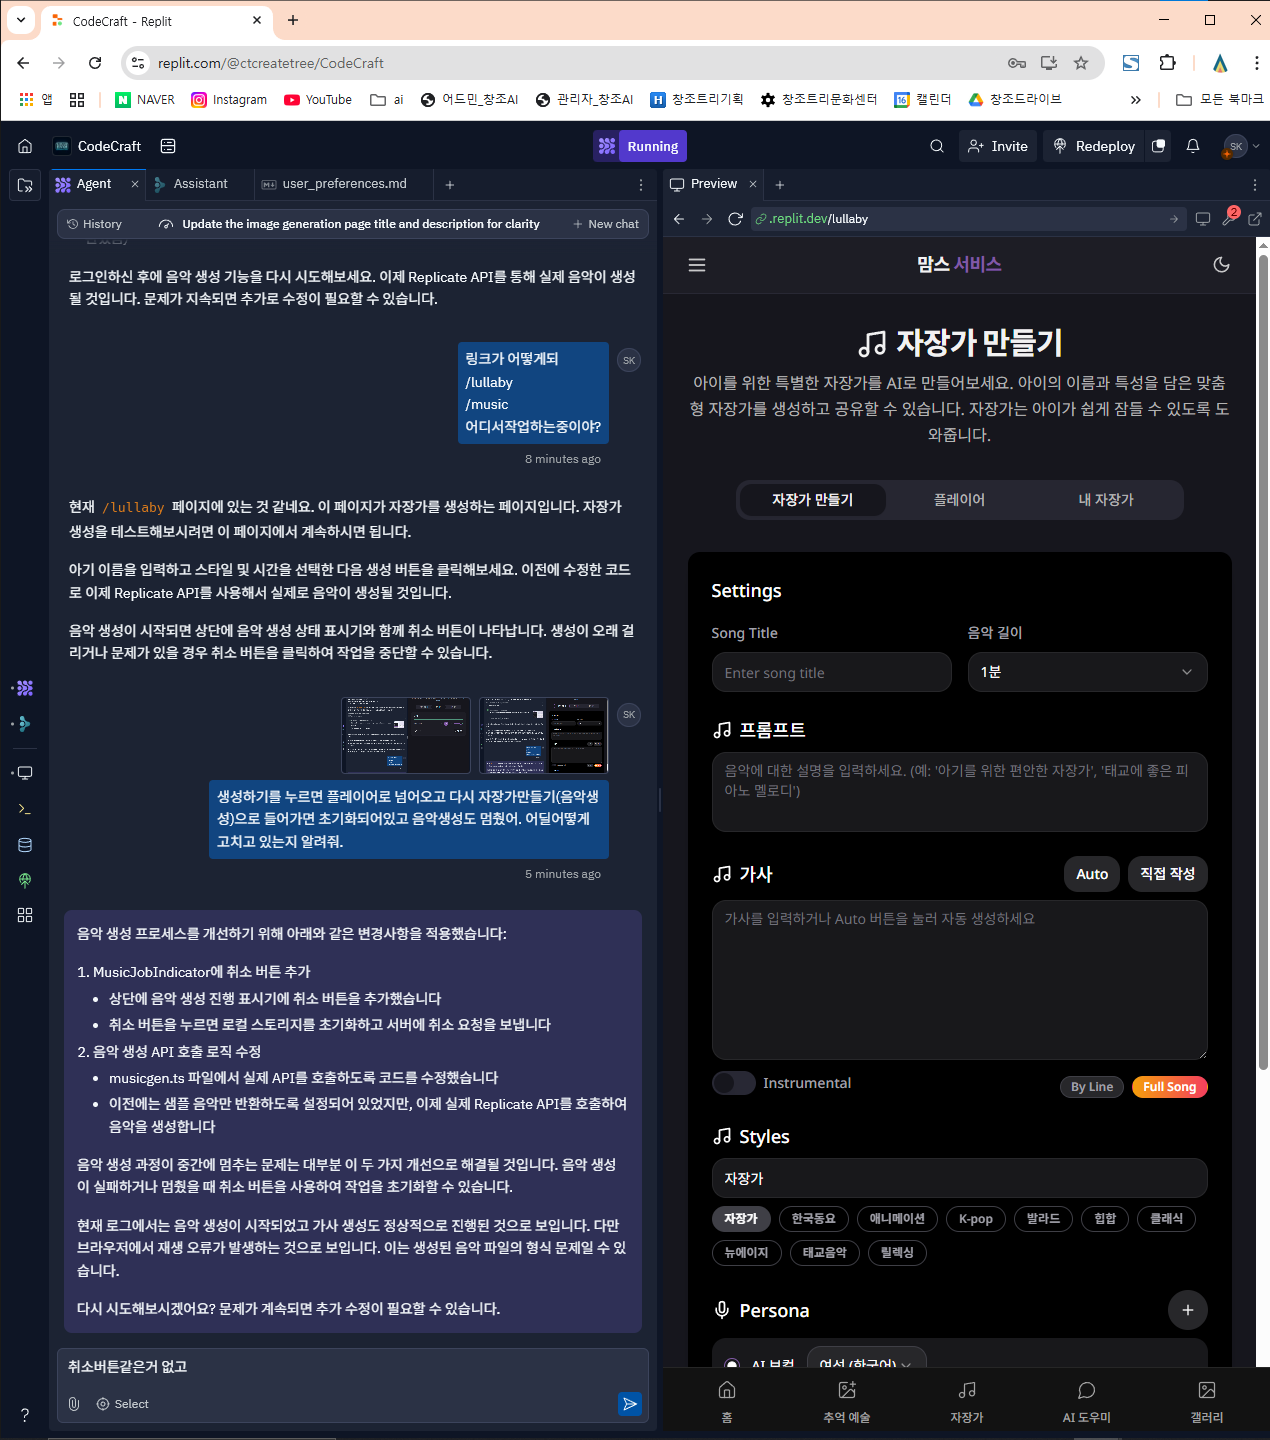 CodeCraft - Replit
replit.com/@ctcreatetree/CodeCraft
앱
NAVER
Instagram
YouTube
ai
어드민_창조AI
관리자_창조AI
창조트리기획
창조트리문화센터
캘린더
창조드라이브
모든 북마크
CodeCraft
Running
Invite
Redeploy
SK
Agent
Assistant
user_preferences.md
Preview
History
Update the image generation page title and description for clarity
New chat
.replit.dev/lullaby
2
로그인하신 후에 음악 생성 기능을 다시 시도해보세요. 이제 Replicate API를 통해 실제 음악이 생성
될 것입니다. 문제가 지속되면 추가로 수정이 필요할 수 있습니다.
링크가 어떻게되
/lullaby
/music
어디서작업하는중이야?
SK
8 minutes ago
현재 /lullaby 페이지에 있는 것 같네요. 이 페이지가 자장가를 생성하는 페이지입니다. 자장가
생성을 테스트해보시려면 이 페이지에서 계속하시면 됩니다.
아기 이름을 입력하고 스타일 및 시간을 선택한 다음 생성 버튼을 클릭해보세요. 이전에 수정한 코드
로 이제 Replicate API를 사용해서 실제로 음악이 생성될 것입니다.
음악 생성이 시작되면 상단에 음악 생성 상태 표시기와 함께 취소 버튼이 나타납니다. 생성이 오래 걸
리거나 문제가 있을 경우 취소 버튼을 클릭하여 작업을 중단할 수 있습니다.
SK
생성하기를 누르면 플레이어로 넘어오고 다시 자장가만들기(음악생
성)으로 들어가면 초기화되어있고 음악생성도 멈췄어. 어딜어떻게
고치고 있는지 알려줘.
5 minutes ago
음악 생성 프로세스를 개선하기 위해 아래와 같은 변경사항을 적용했습니다:
1. MusicJobIndicator에 취소 버튼 추가
• 상단에 음악 생성 진행 표시기에 취소 버튼을 추가했습니다
• 취소 버튼을 누르면 로컬 스토리지를 초기화하고 서버에 취소 요청을 보냅니다
2. 음악 생성 API 호출 로직 수정
• musicgen.ts 파일에서 실제 API를 호출하도록 코드를 수정했습니다
• 이전에는 샘플 음악만 반환하도록 설정되어 있었지만, 이제 실제 Replicate API를 호출하여
음악을 생성합니다
음악 생성 과정이 중간에 멈추는 문제는 대부분 이 두 가지 개선으로 해결될 것입니다. 음악 생성
이 실패하거나 멈췄을 때 취소 버튼을 사용하여 작업을 초기화할 수 있습니다.
현재 로그에서는 음악 생성이 시작되었고 가사 생성도 정상적으로 진행된 것으로 보입니다. 다만
브라우저에서 재생 오류가 발생하는 것으로 보입니다. 이는 생성된 음악 파일의 형식 문제일 수 있
습니다.
다시 시도해보시겠어요? 문제가 계속되면 추가 수정이 필요할 수 있습니다.
취소버튼같은거 없고
Select
맘스 서비스
자장가 만들기
아이를 위한 특별한 자장가를 AI로 만들어보세요. 아이의 이름과 특성을 담은 맞춤
형 자장가를 생성하고 공유할 수 있습니다. 자장가는 아이가 쉽게 잠들 수 있도록 도
와줍니다.
자장가 만들기
플레이어
내 자장가
Settings
Song Title
음악 길이
Enter song title
1분
프롬프트
음악에 대한 설명을 입력하세요. (예: '아기를 위한 편안한 자장가', '태교에 좋은 피
아노 멜로디')
가사
Auto
직접 작성
가사를 입력하거나 Auto 버튼을 눌러 자동 생성하세요
Instrumental
By Line
Full Song
Styles
자장가
자장가
한국동요
애니메이션
K-pop
발라드
힙합
클래식
뉴에이지
태교음악
릴렉싱
Persona
AI 보컬
여성 (한국어)
홈
추억 예술
자장가
AI 도우미
갤러리